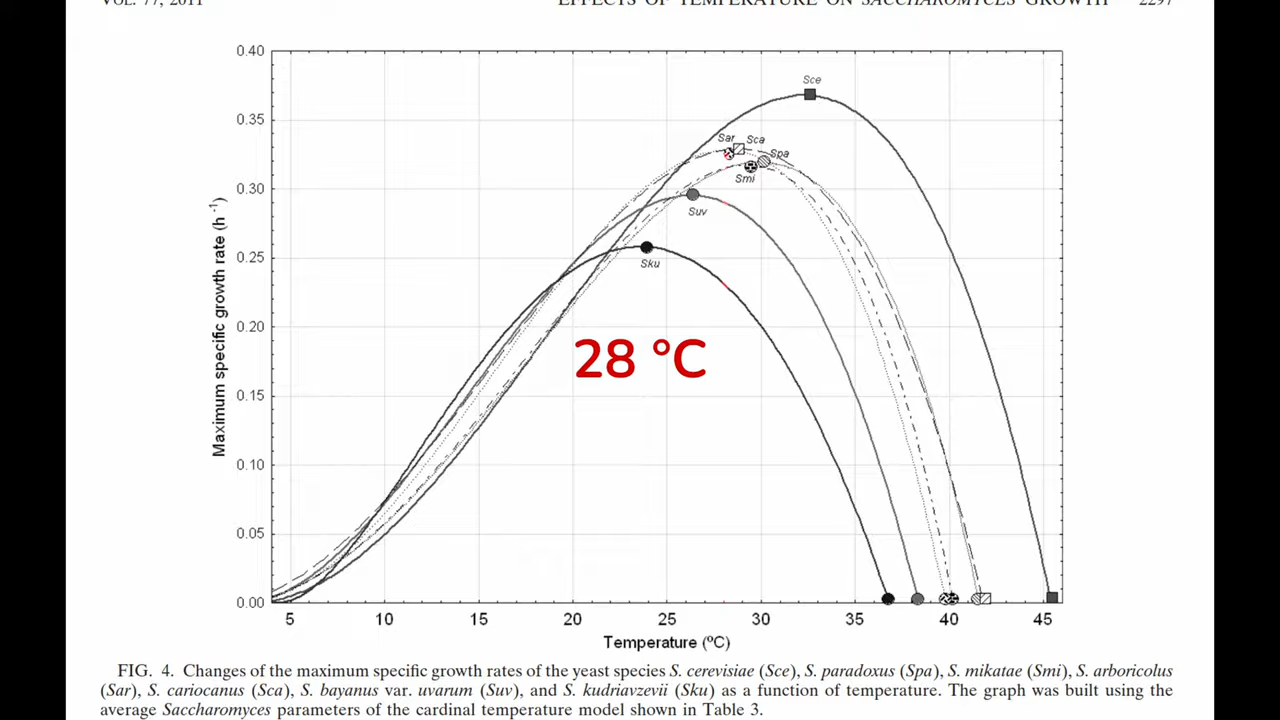 VOL. 77, 2011 EFFECTS OF TEMPERATURE ON SACCHAROMYCES GROWTH 2297
0.40
Sce
0.35
Sar Sca
Spa
0.30
Smi
Suv
0.25
Sku
0.20
28 °C
0.15
0.10
0.05
0.00
Maximum specific growth rate (h⁻¹)
5 10 15 20 25 30 35 40 45
Temperature (ºC)
FIG. 4. Changes of the maximum specific growth rates of the yeast species S. cerevisiae (Sce), S. paradoxus (Spa), S. mikatae (Smi), S. arboricolus
(Sar), S. cariocanus (Sca), S. bayanus var. uvarum (Suv), and S. kudriavzevii (Sku) as a function of temperature. The graph was built using the
average Saccharomyces parameters of the cardinal temperature model shown in Table 3.